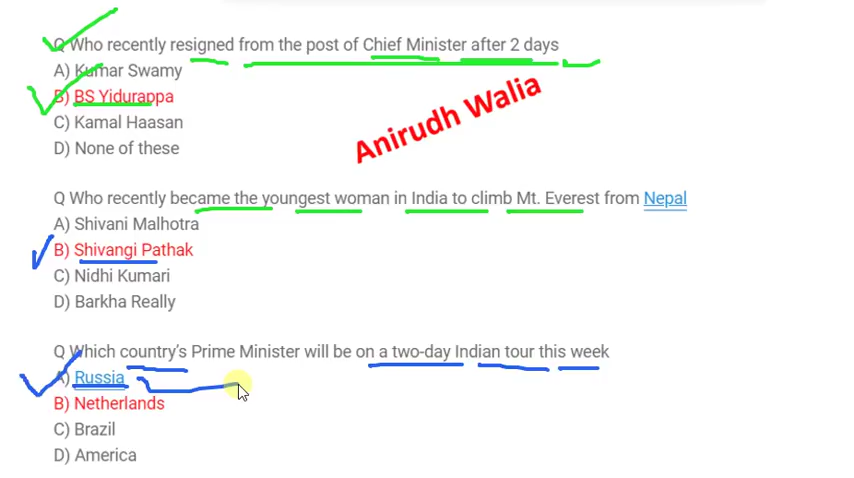 Q Who recently resigned from the post of Chief Minister after 2 days
A) Kumar Swamy
B) BS Yidurappa
C) Kamal Haasan
D) None of these
Anirudh Walia
Q Who recently became the youngest woman in India to climb Mt. Everest from Nepal
A) Shivani Malhotra
B) Shivangi Pathak
C) Nidhi Kumari
D) Barkha Really
Q Which country's Prime Minister will be on a two-day Indian tour this week
A) Russia
B) Netherlands
C) Brazil
D) America